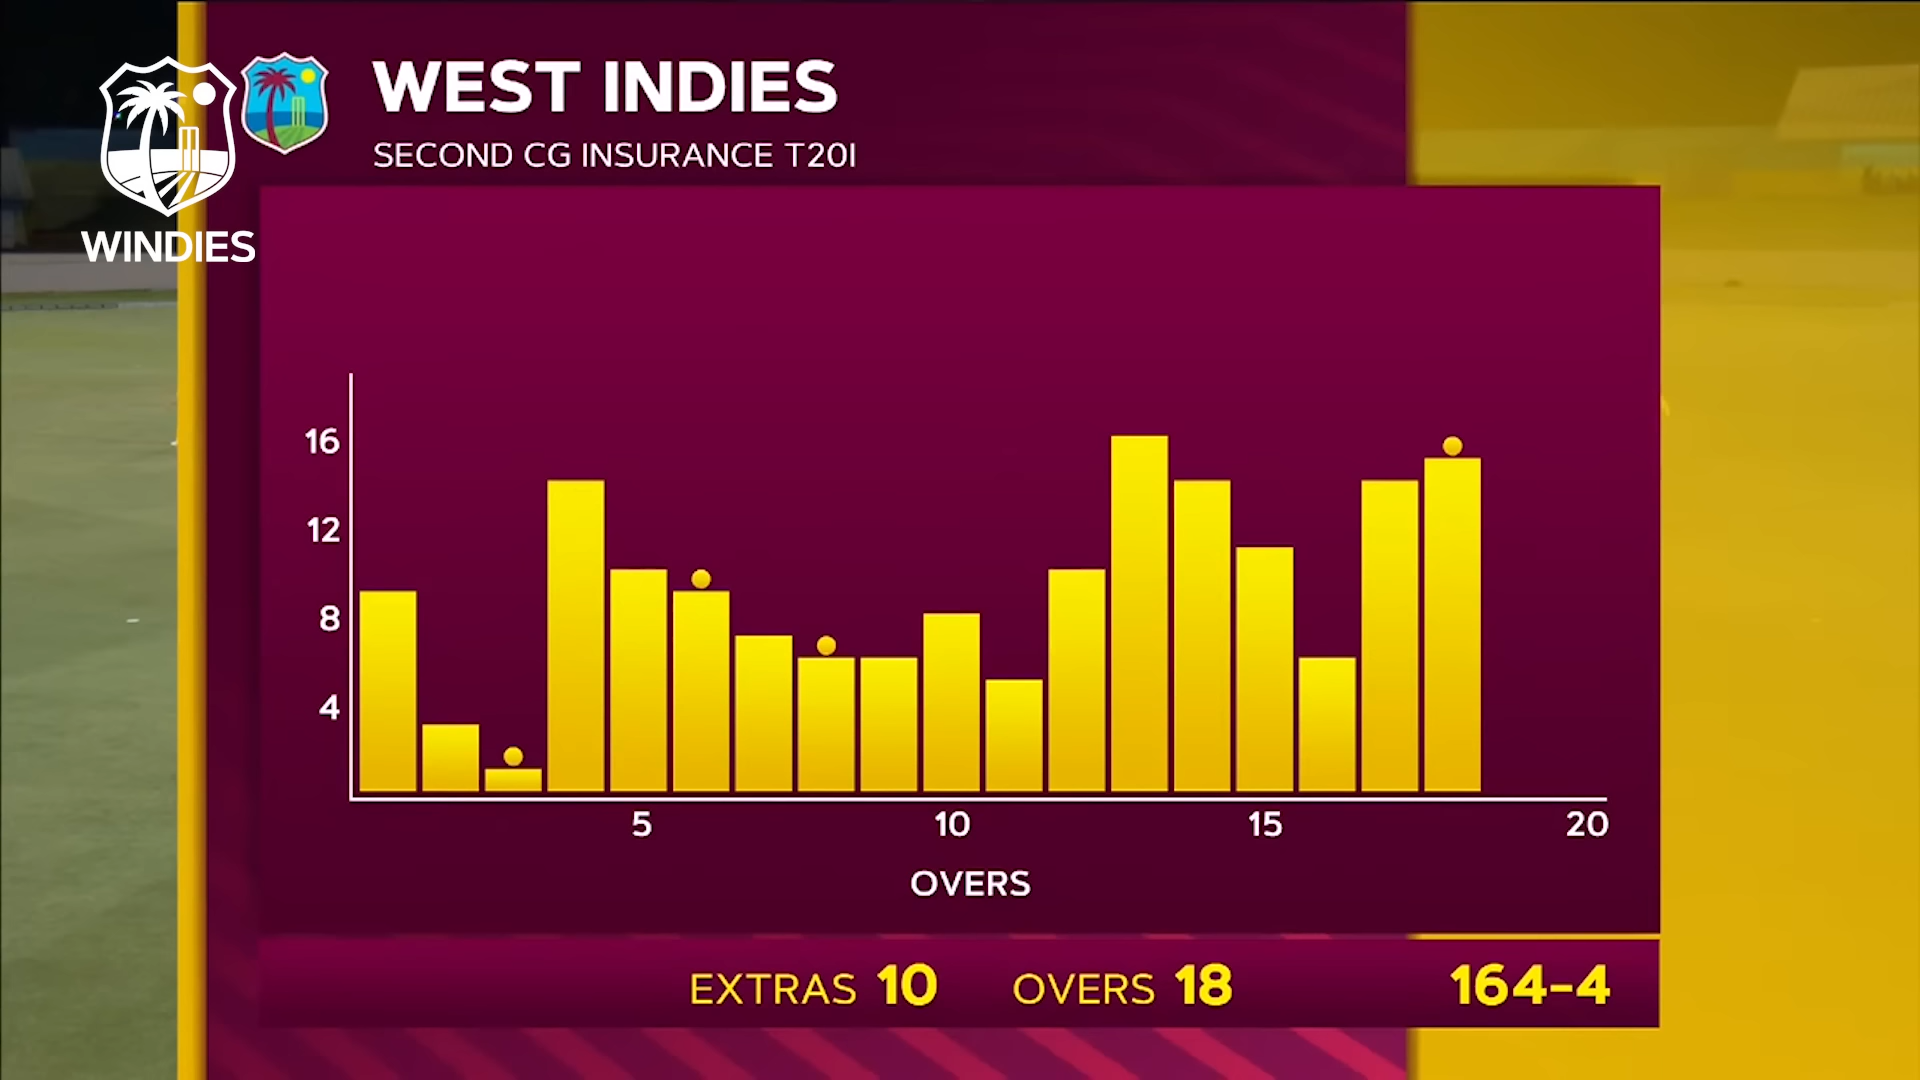 WEST INDIES
SECOND CG INSURANCE T20I
WINDIES
16
12
8
4
5 10 15 20
OVERS
EXTRAS 10 OVERS 18 164-4